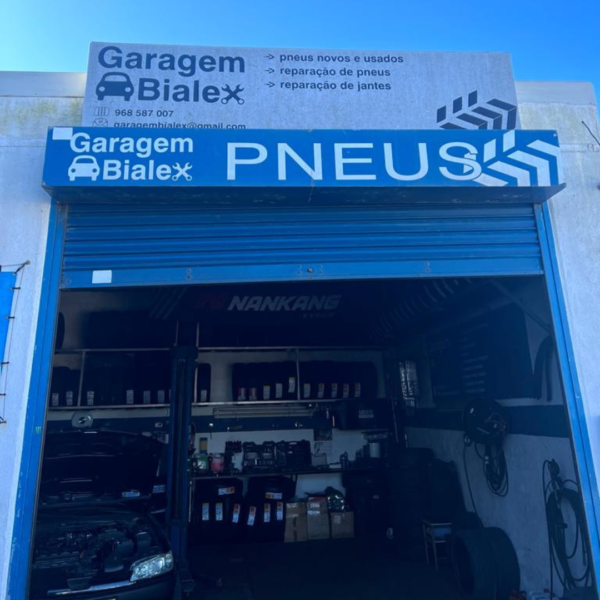 Garagem
Bialex
968 587 007
garagembialex@gmail.com
→ pneus novos e usados
→ reparação de pneus
→ reparação de jantes
Garagem
Bialex
PNEUS
NANKANG